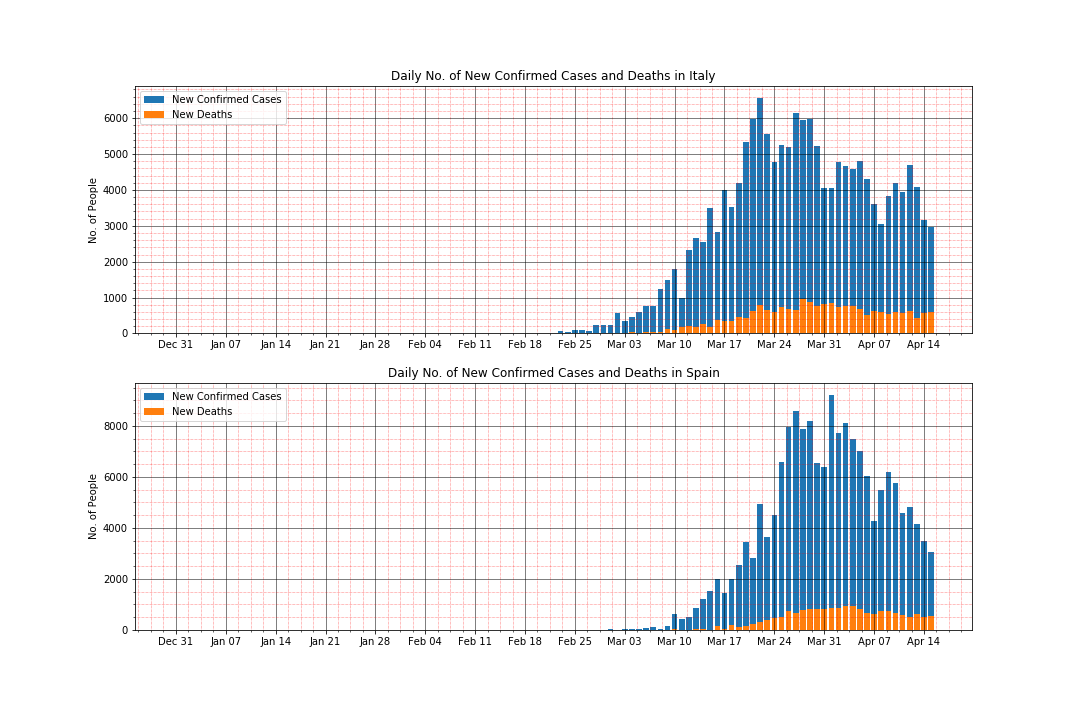 Daily No. of New Confirmed Cases and Deaths in Italy
New Confirmed Cases
New Deaths
No. of People
6000
5000
4000
3000
2000
1000
0
Dec 31 Jan 07 Jan 14 Jan 21 Jan 28 Feb 04 Feb 11 Feb 18 Feb 25 Mar 03 Mar 10 Mar 17 Mar 24 Mar 31 Apr 07 Apr 14
Daily No. of New Confirmed Cases and Deaths in Spain
New Confirmed Cases
New Deaths
No. of People
8000
6000
4000
2000
0
Dec 31 Jan 07 Jan 14 Jan 21 Jan 28 Feb 04 Feb 11 Feb 18 Feb 25 Mar 03 Mar 10 Mar 17 Mar 24 Mar 31 Apr 07 Apr 14